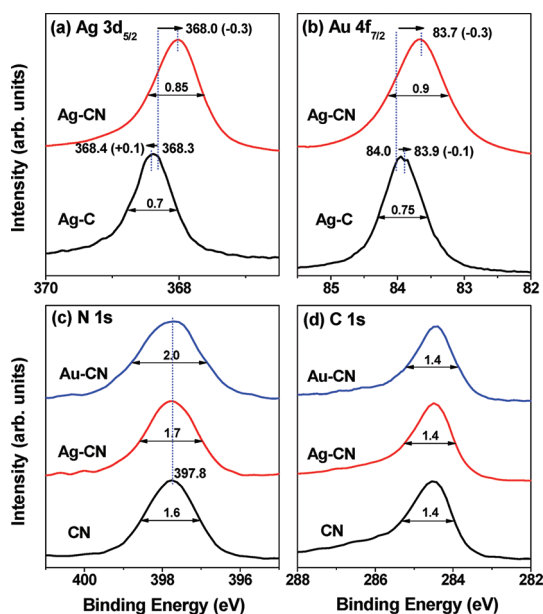 (a) Ag 3d5/2
368.0 (-0.3)
Ag-CN
0.85
368.4 (+0.1)
368.3
Ag-C
0.7
370
368
(b) Au 4f7/2
83.7 (-0.3)
Ag-CN
0.9
84.0
83.9 (-0.1)
Ag-C
0.75
85
84
83
82
Intensity (arb. units)
(c) N 1s
Au-CN
2.0
Ag-CN
1.7
397.8
CN
1.6
400
398
396
(d) C 1s
Au-CN
1.4
Ag-CN
1.4
CN
1.4
288
286
284
282
Intensity (arb. units)
Binding Energy (eV)
Binding Energy (eV)